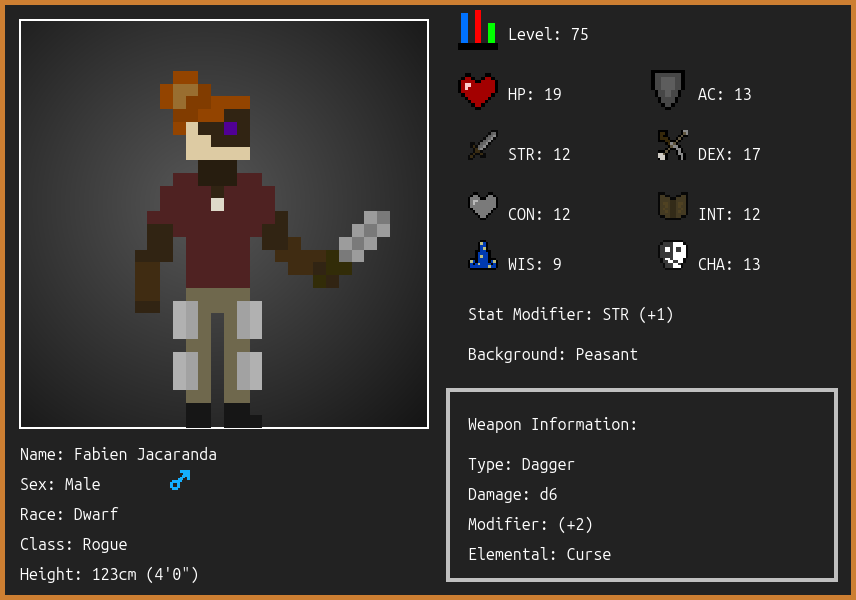 Level: 75
HP: 19
AC: 13
STR: 12
DEX: 17
CON: 12
INT: 12
WIS: 9
CHA: 13
Stat Modifier: STR (+1)
Background: Peasant
Weapon Information:
Type: Dagger
Damage: d6
Modifier: (+2)
Elemental: Curse
Name: Fabien Jacaranda
Sex: Male
Race: Dwarf
Class: Rogue
Height: 123cm (4'0")